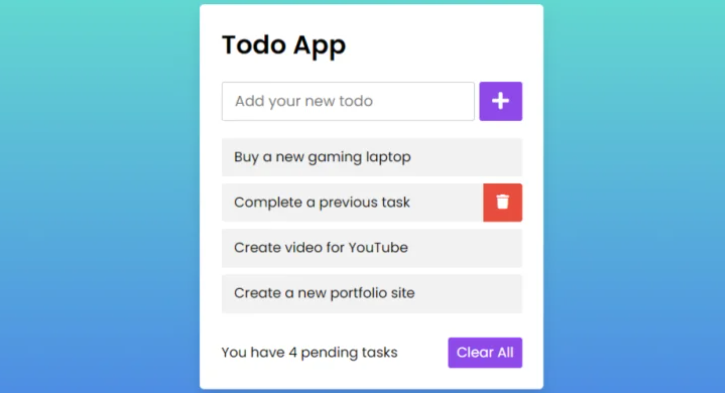 Todo App
Add your new todo
Buy a new gaming laptop
Complete a previous task
Create video for YouTube
Create a new portfolio site
You have 4 pending tasks
Clear All